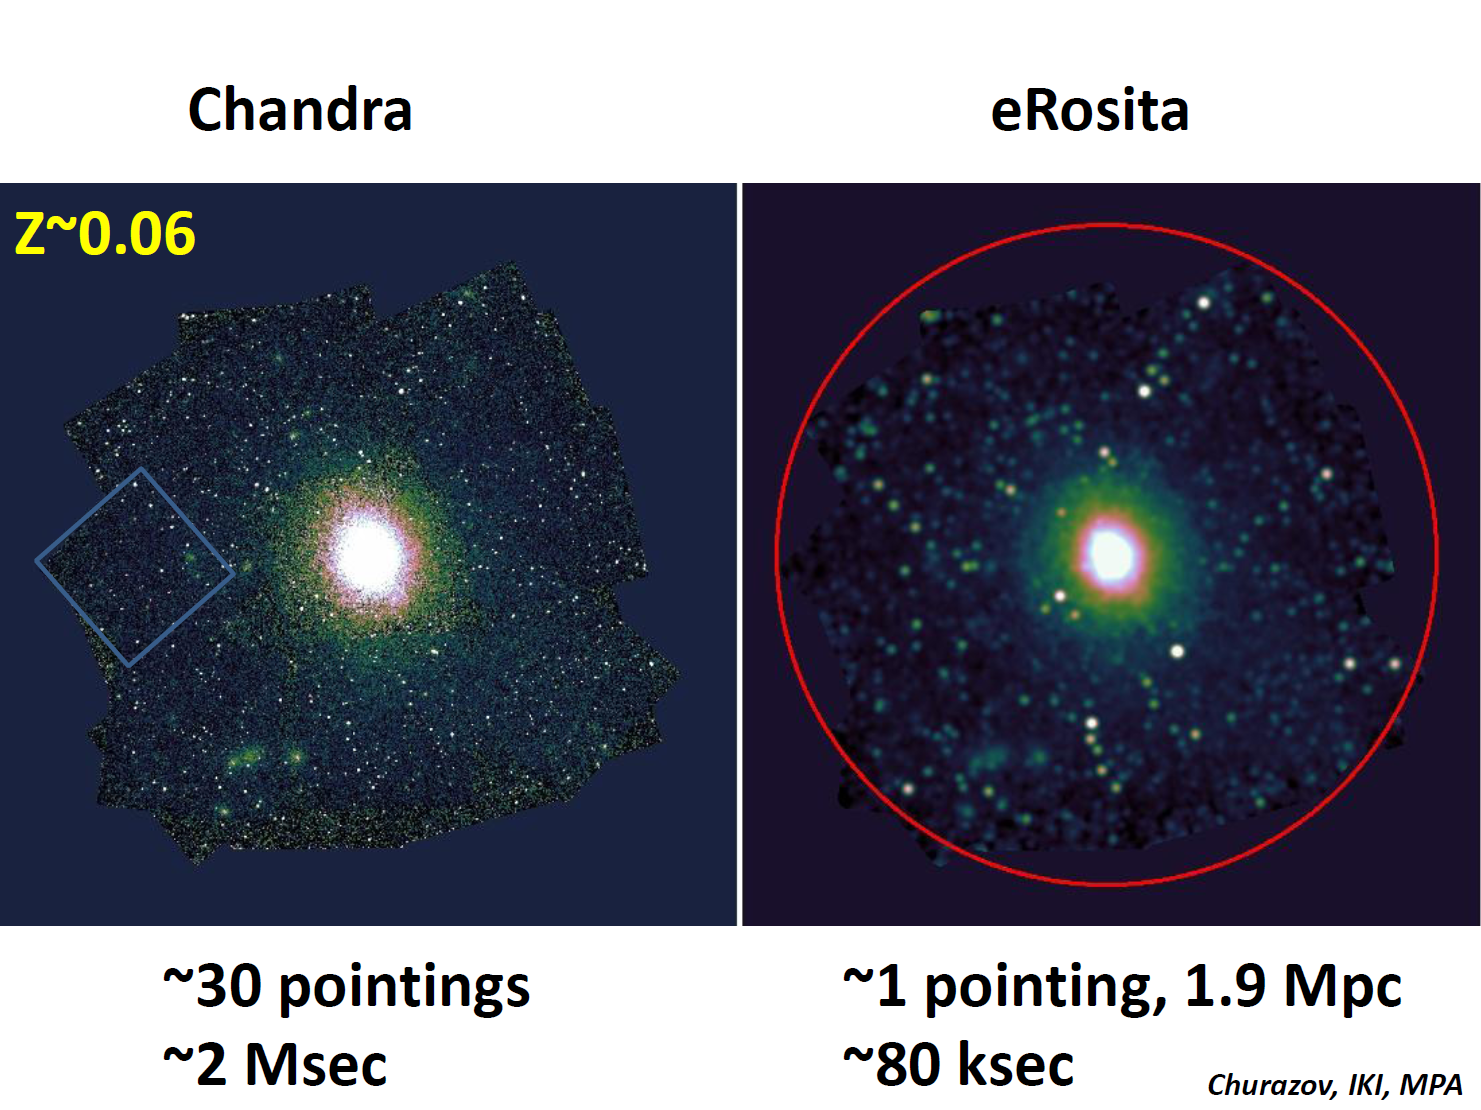 Chandra
eRosita
Z~0.06
~30 pointings
~2 Msec
~1 pointing, 1.9 Mpc
~80 ksec
Churazov, IKI, MPA